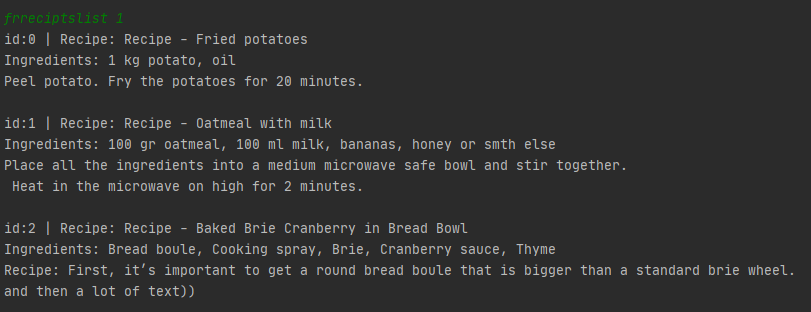 frreciptslist 1
id:0 | Recipe: Recipe - Fried potatoes
Ingredients: 1 kg potato, oil
Peel potato. Fry the potatoes for 20 minutes.
id:1 | Recipe: Recipe - Oatmeal with milk
Ingredients: 100 gr oatmeal, 100 ml milk, bananas, honey or smth else
Place all the ingredients into a medium microwave safe bowl and stir together.
Heat in the microwave on high for 2 minutes.
id:2 | Recipe: Recipe - Baked Brie Cranberry in Bread Bowl
Ingredients: Bread boule, Cooking spray, Brie, Cranberry sauce, Thyme
Recipe: First, it’s important to get a round bread boule that is bigger than a standard brie wheel.
and then a lot of text))